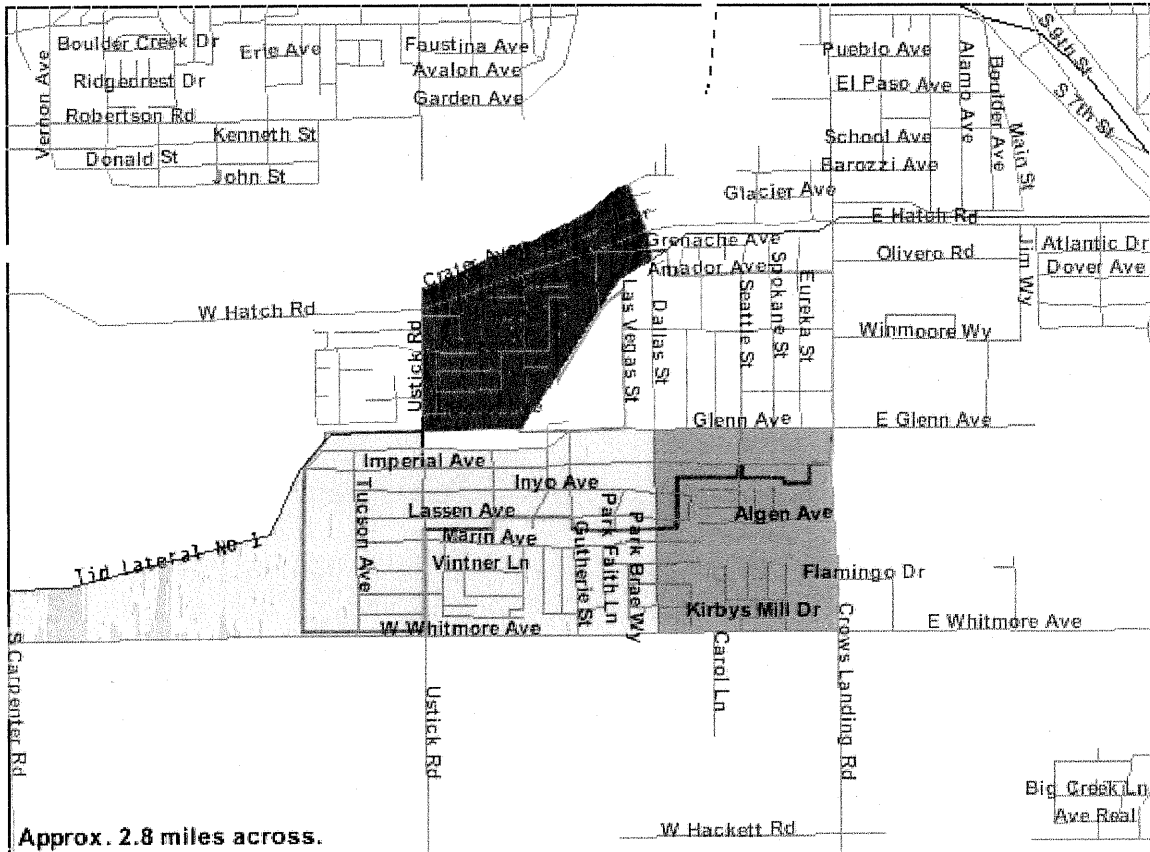 Boulder Creek Dr
Erie Ave
Faustina Ave
Pueblo Ave
S 9th St
Vernon Ave
Ridgecrest Dr
Avalon Ave
El Paso Ave
Alamo Ave
Boulder Ave
S 7th St
Robertson Rd
Garden Ave
Kenneth St
School Ave
Main St
Donald St
John St
Barozzi Ave
Glacier Ave
E Hatch Rd
Grenache Ave
Olivero Rd
Jim Wy
Atlantic Dr
Craig
Amador Ave
Dover Ave
W Hatch Rd
Ustick Rd
Las Vegas St
Dallas St
Seattle St
Spokane St
Eureka St
Winmoore Wy
Glenn Ave
E Glenn Ave
Imperial Ave
Tucson Ave
Inyo Ave
Lassen Ave
Park Faith Ln
Park Brae Wy
Algen Ave
Tid Lateral No 1
Marin Ave
Gutherie St
Vintner Ln
Flamingo Dr
Kirbys Mill Dr
W Whitmore Ave
E Whitmore Ave
S Carpenter Rd
Ustick Rd
Carol Ln
Crows Landing Rd
Big Creek Ln
Ave Real
W Hackett Rd
Approx. 2.8 miles across.